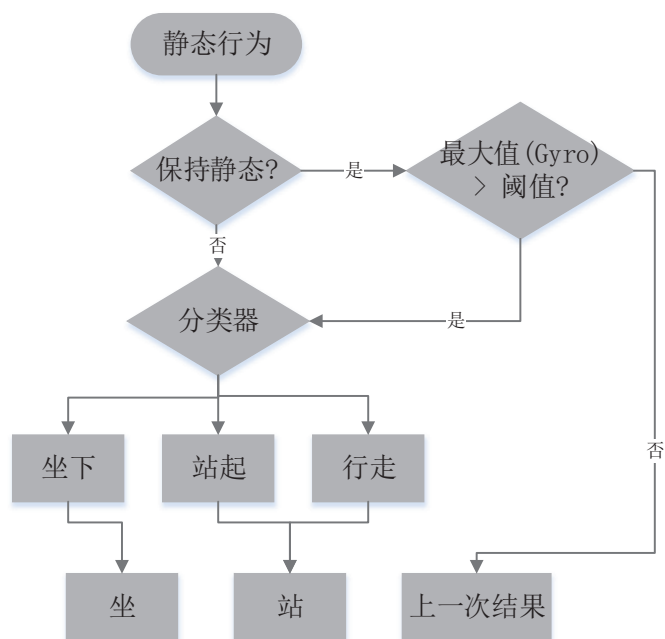 静态行为
保持静态?
是
最大值(Gyro)
> 阈值?
否
分类器
是
坐下
站起
行走
否
坐
站
上一次结果